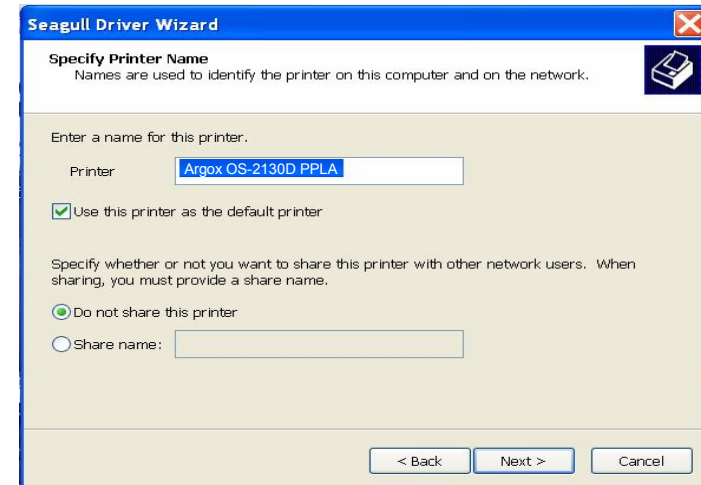 Seagull Driver Wizard
Specify Printer Name
Names are used to identify the printer on this computer and on the network.
Enter a name for this printer.
Printer Argox OS-2130D PPLA
Use this printer as the default printer
Specify whether or not you want to share this printer with other network users. When
sharing, you must provide a share name.
Do not share this printer
Share name:
< Back Next > Cancel